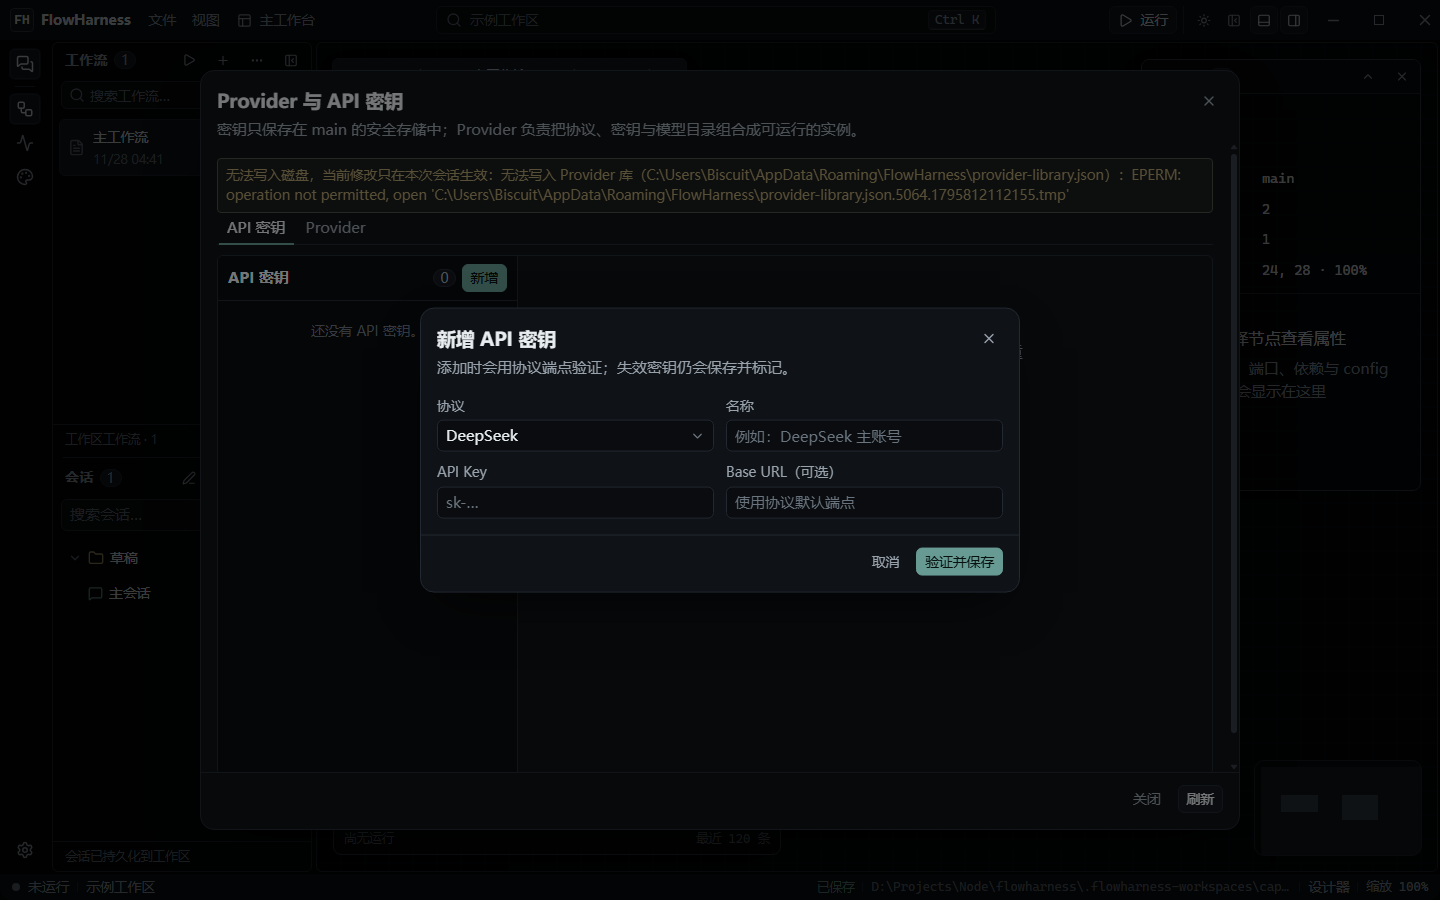 FH FlowHarness 文件 视图 主工作台 示例工作区 Ctrl K 运行
工作流 1
搜索工作流...
主工作流
11/28 04:41
工作区工作流 · 1
会话 1
搜索会话...
草稿
主会话
会话已持久化到工作区
Provider 与 API 密钥
密钥只保存在 main 的安全存储中；Provider 负责把协议、密钥与模型目录组合成可运行的实例。
无法写入磁盘，当前修改只在本次会话生效：无法写入 Provider 库（C:\Users\Biscuit\AppData\Roaming\FlowHarness\provider-library.json）：EPERM:
operation not permitted, open 'C:\Users\Biscuit\AppData\Roaming\FlowHarness\provider-library.json.5064.1795812112155.tmp'
API 密钥 Provider
API 密钥 0 新增
还没有 API 密钥。
新增 API 密钥
添加时会用协议端点验证；失效密钥仍会保存并标记。
协议 名称
DeepSeek 例如：DeepSeek 主账号
API Key Base URL（可选）
sk-... 使用协议默认端点
取消 验证并保存
关闭 刷新
main
2
1
24, 28 · 100%
择节点查看属性
端口、依赖与 config
会显示在这里
尚无运行 最近 120 条
未运行 示例工作区 已保存 D:\Projects\Node\flowharness\.flowharness-workspaces\cap... 设计器 缩放 100%